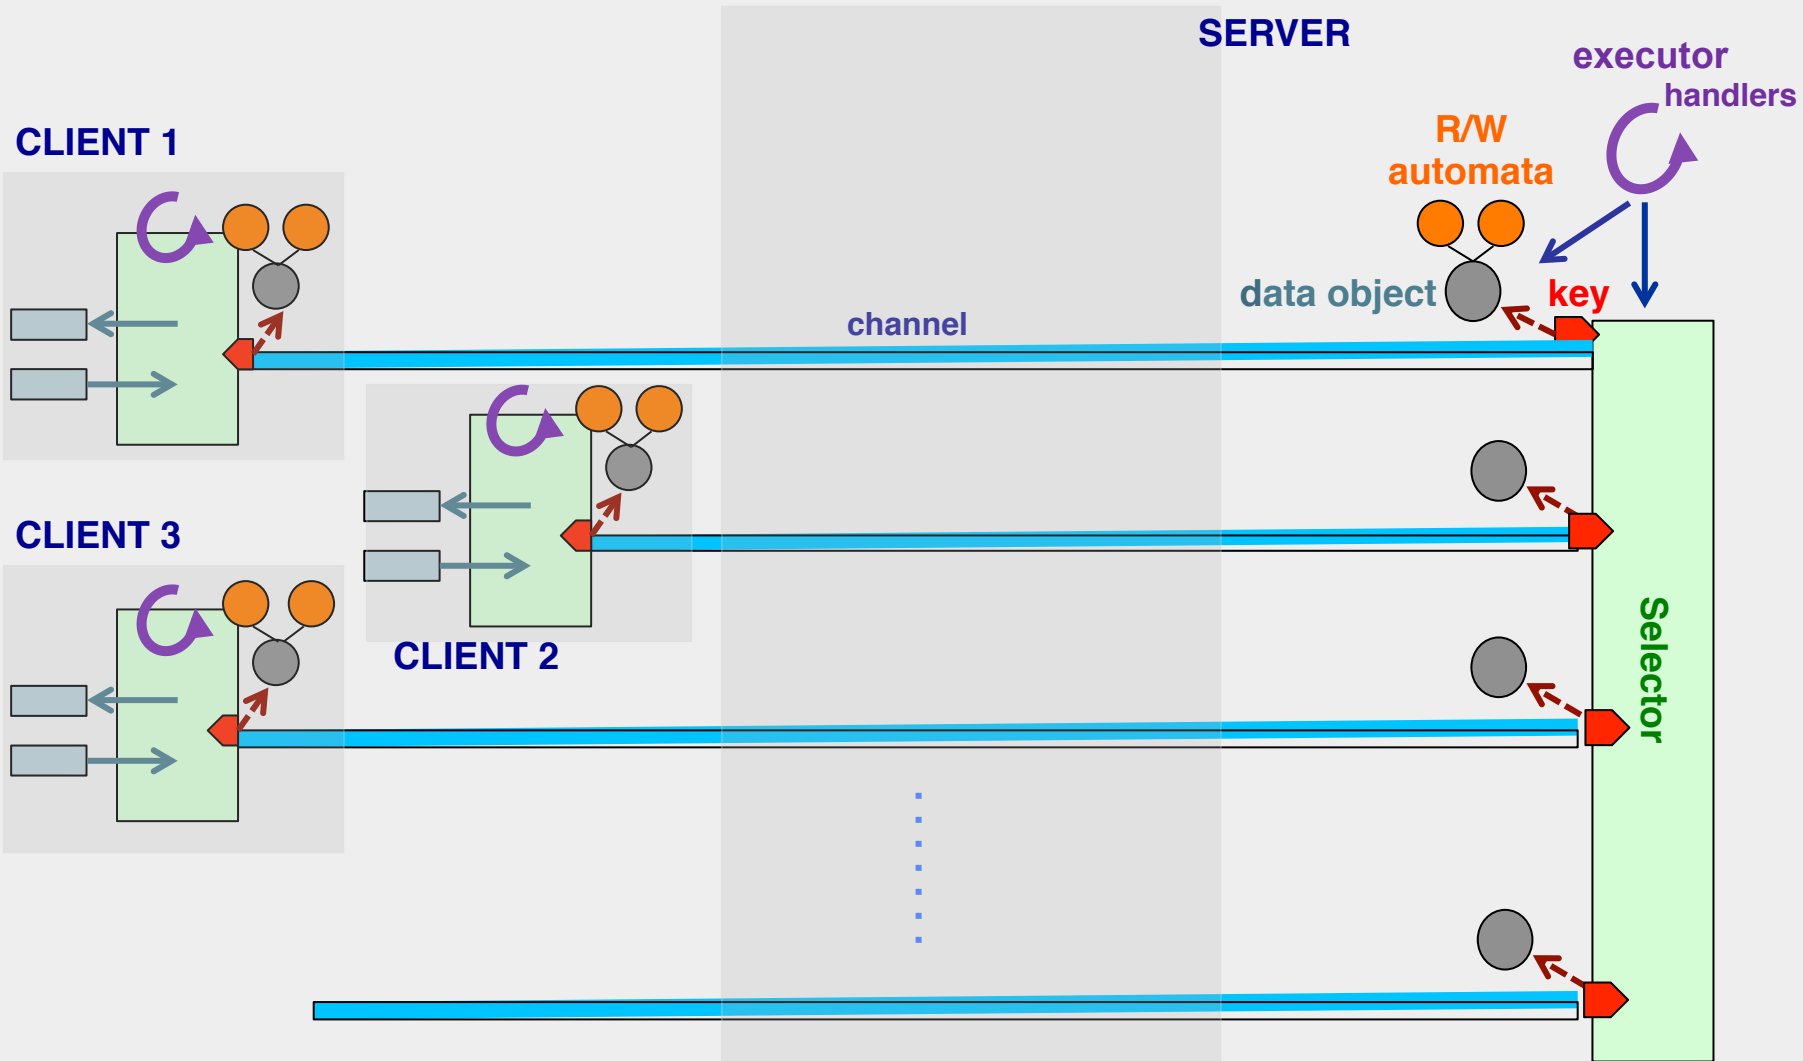 SERVER
executor
handlers
R/W
automata
CLIENT 1
data object
key
channel
CLIENT 3
CLIENT 2
Selector